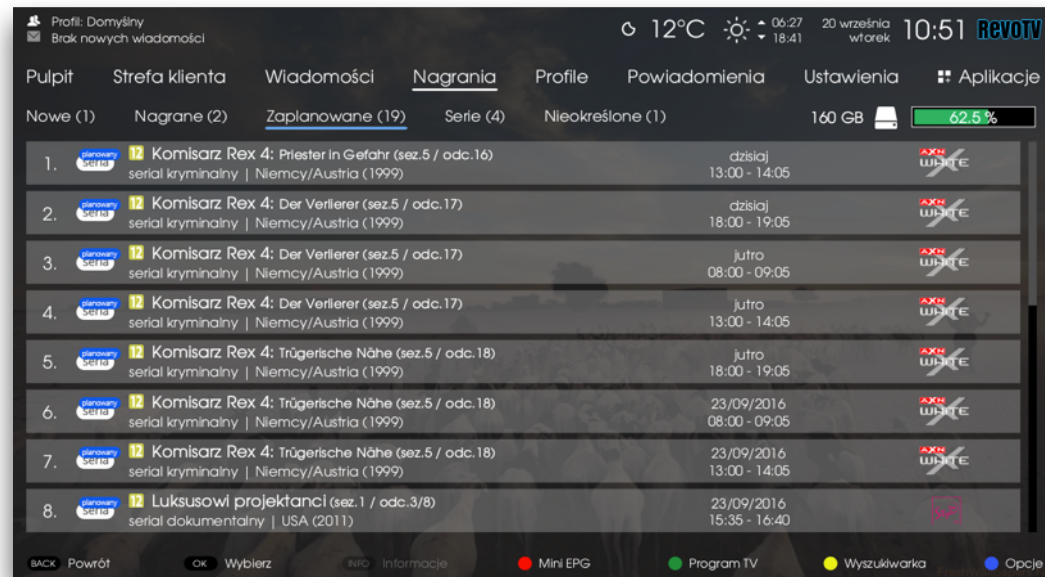 Profil: Domyślny
Brak nowych wiadomości
12°C 06:27 18:41 20 września wtorek 10:51 RevoTV
Pulpit Strefa klienta Wiadomości Nagrania Profile Powiadomienia Ustawienia Aplikacje
Nowe (1) Nagrane (2) Zaplanowane (19) Serie (4) Nieokreślone (1) 160 GB 62.5 %
1. planowany seria 12 Komisarz Rex 4: Priester in Gefahr (sez.5 / odc.16) dzisiaj AXN
serial kryminalny | Niemcy/Austria (1999) 13:00 - 14:05 WHITE
2. planowany seria 12 Komisarz Rex 4: Der Verlierer (sez.5 / odc.17) dzisiaj AXN
serial kryminalny | Niemcy/Austria (1999) 18:00 - 19:05 WHITE
3. planowany seria 12 Komisarz Rex 4: Der Verlierer (sez.5 / odc.17) jutro AXN
serial kryminalny | Niemcy/Austria (1999) 08:00 - 09:05 WHITE
4. planowany seria 12 Komisarz Rex 4: Der Verlierer (sez.5 / odc.17) jutro AXN
serial kryminalny | Niemcy/Austria (1999) 13:00 - 14:05 WHITE
5. planowany seria 12 Komisarz Rex 4: Trügerische Nähe (sez.5 / odc.18) jutro AXN
serial kryminalny | Niemcy/Austria (1999) 18:00 - 19:05 WHITE
6. planowany seria 12 Komisarz Rex 4: Trügerische Nähe (sez.5 / odc.18) 23/09/2016 AXN
serial kryminalny | Niemcy/Austria (1999) 08:00 - 09:05 WHITE
7. planowany seria 12 Komisarz Rex 4: Trügerische Nähe (sez.5 / odc.18) 23/09/2016 AXN
serial kryminalny | Niemcy/Austria (1999) 13:00 - 14:05 WHITE
8. planowany seria 12 Luksusowi projektanci (sez.1 / odc.3/8) 23/09/2016
serial dokumentalny | USA (2011) 15:35 - 16:40
BACK Powrót OK Wybierz INFO Informacje Mini EPG Program TV Wyszukiwarka Opcje